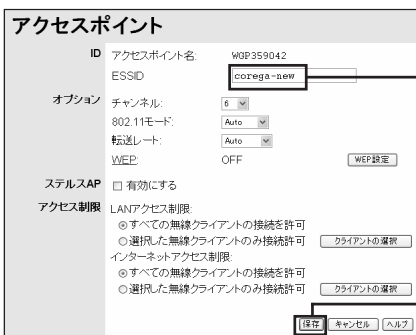 アクセスポイント
ID アクセスポイント名: WGP359042
ESSID corega-new
オプション チャンネル: 6
802.11モード: Auto
転送レート: Auto
WEP: OFF WEP設定
ステルスAP 有効にする
アクセス制限 LANアクセス制限:
すべての無線クライアントの接続を許可
選択した無線クライアントのみ接続許可 クライアントの選択
インターネットアクセス制限:
すべての無線クライアントの接続を許可
選択した無線クライアントのみ接続許可 クライアントの選択
保存 キャンセル ヘルプ